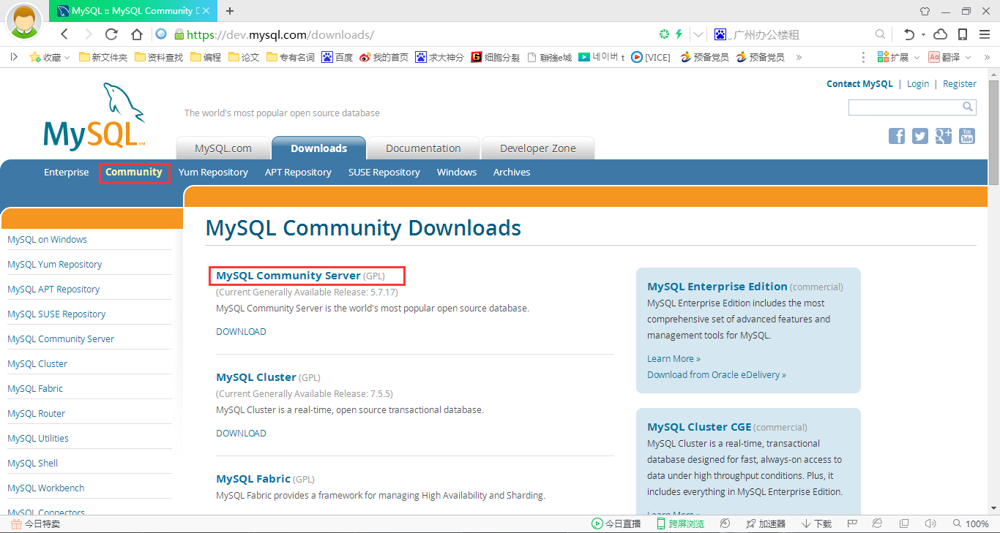 MySQL :: MySQL Community D
https://dev.mysql.com/downloads/
广州办公楼租
收藏 新文件夹 资料查找 编程 论文 专有名词 百度 我的首页 求大神分 细胞分裂 聯強e城 네이버 t [VICE] 预备党员 预备党员 » 扩展 Aa 翻译 »
Contact MySQL | Login | Register
MySQL™
The world's most popular open source database
MySQL.com Downloads Documentation Developer Zone
Enterprise Community Yum Repository APT Repository SUSE Repository Windows Archives
MySQL on Windows
MySQL Yum Repository
MySQL APT Repository
MySQL SUSE Repository
MySQL Community Server
MySQL Cluster
MySQL Fabric
MySQL Router
MySQL Utilities
MySQL Shell
MySQL Workbench
MySQL Connectors
MySQL Community Downloads
MySQL Community Server (GPL)
(Current Generally Available Release: 5.7.17)
MySQL Community Server is the world's most popular open source database.
DOWNLOAD
MySQL Cluster (GPL)
(Current Generally Available Release: 7.5.5)
MySQL Cluster is a real-time, open source transactional database.
DOWNLOAD
MySQL Fabric (GPL)
MySQL Fabric provides a framework for managing High Availability and Sharding.
MySQL Enterprise Edition (commercial)
MySQL Enterprise Edition includes the most
comprehensive set of advanced features and
management tools for MySQL.
Learn More »
Download from Oracle eDelivery »
MySQL Cluster CGE (commercial)
MySQL Cluster is a real-time, transactional
database designed for fast, always-on access to
data under high throughput conditions. Plus, it
includes everything in MySQL Enterprise Edition.
Learn More »
今日特卖 今日直播 跨屏浏览 加速器 下载 100%